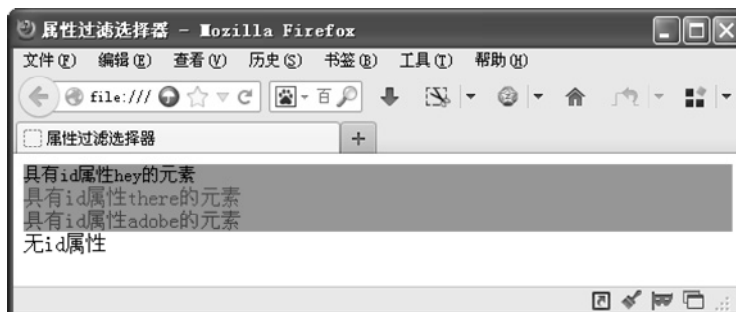 属性过滤选择器 - Mozilla Firefox
文件(F) 编辑(E) 查看(V) 历史(S) 书签(B) 工具(T) 帮助(H)
file:/// 百
属性过滤选择器
具有id属性hey的元素
具有id属性there的元素
具有id属性adobe的元素
无id属性